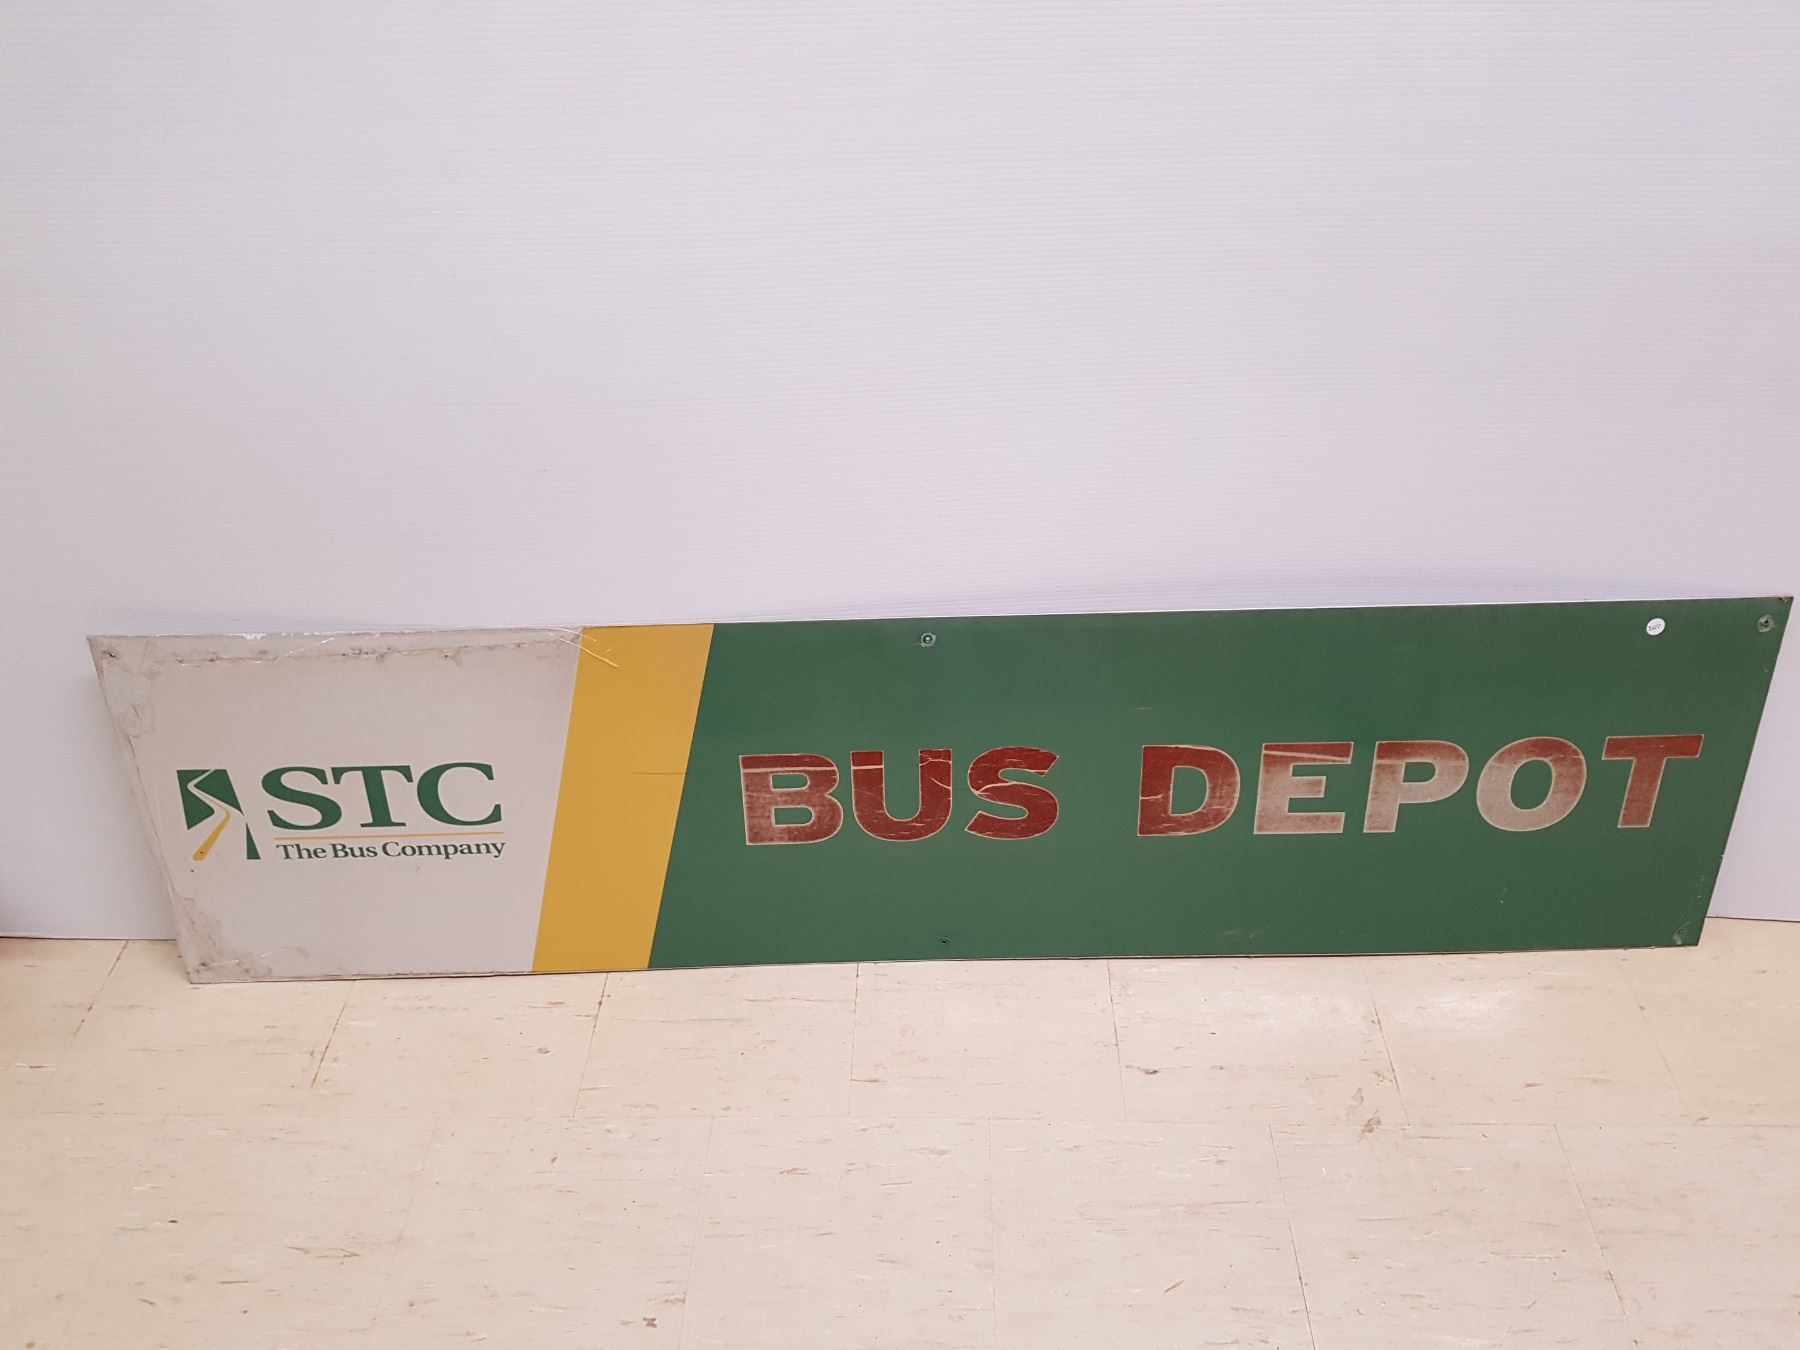 STC
The Bus Company
BUS DEPOT